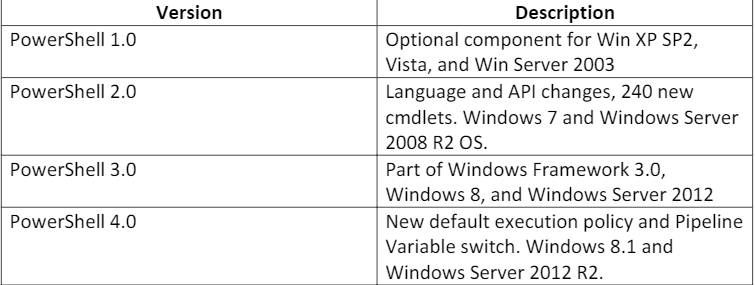 Version Description
PowerShell 1.0 Optional component for Win XP SP2,
Vista, and Win Server 2003
PowerShell 2.0 Language and API changes, 240 new
cmdlets. Windows 7 and Windows Server
2008 R2 OS.
PowerShell 3.0 Part of Windows Framework 3.0,
Windows 8, and Windows Server 2012
PowerShell 4.0 New default execution policy and Pipeline
Variable switch. Windows 8.1 and
Windows Server 2012 R2.